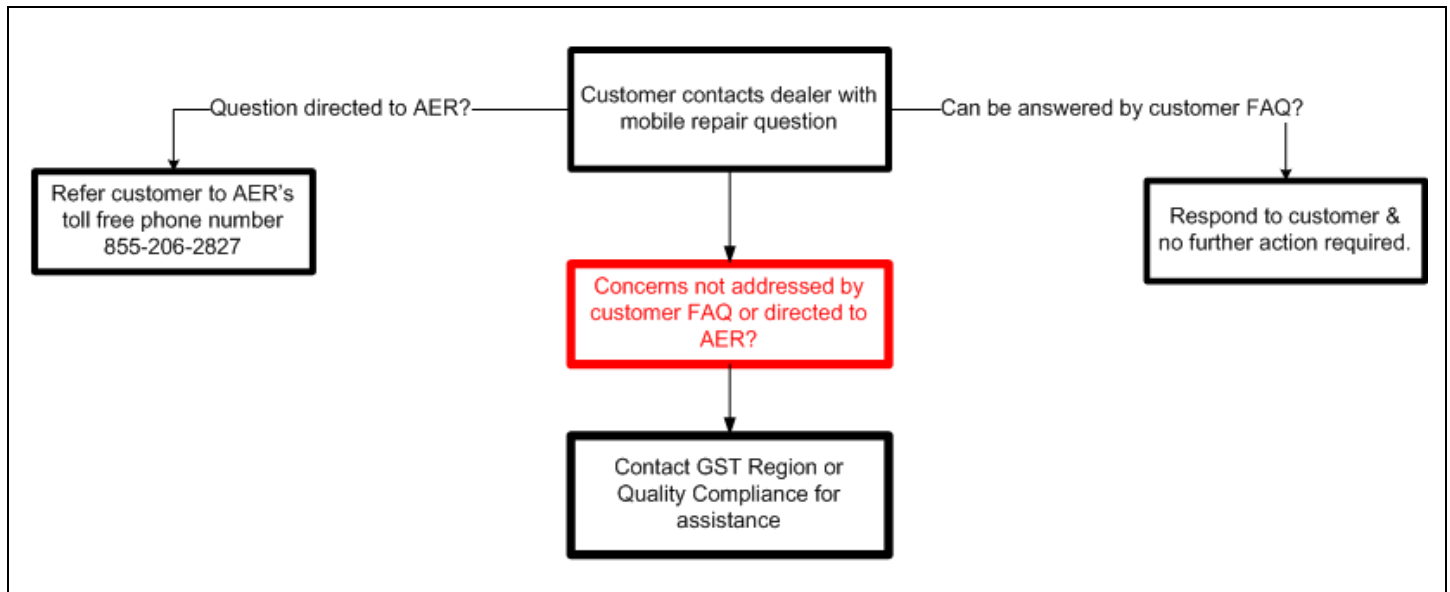 Customer contacts dealer with
mobile repair question
Question directed to AER?
Can be answered by customer FAQ?
Refer customer to AER's
toll free phone number
855-206-2827
Respond to customer &
no further action required.
Concerns not addressed by
customer FAQ or directed to
AER?
Contact GST Region or
Quality Compliance for
assistance